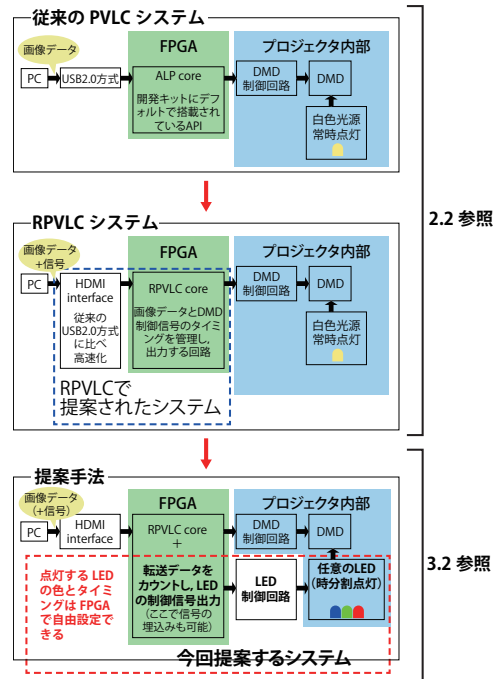 従来の PVLC システム
画像データ
PC
USB2.0方式
FPGA
ALP core
開発キットにデフ
ォルトで搭載され
ているAPI
プロジェクタ内部
DMD
制御回路
DMD
白色光源
常時点灯
RPVLC システム
画像データ
+信号
PC
HDMI
interface
従来の
USB2.0方式
に比べ
高速化
FPGA
RPVLC core
画像データとDMD
制御信号のタイミ
ングを管理し,
出力する回路
プロジェクタ内部
DMD
制御回路
DMD
白色光源
常時点灯
RPVLCで
提案されたシステム
2.2 参照
提案手法
画像データ
(+信号)
PC
HDMI
interface
FPGA
RPVLC core
+
転送データを
カウントし, LED
の制御信号出力
(ここで信号の
埋込みも可能)
プロジェクタ内部
DMD
制御回路
DMD
LED
制御回路
任意のLED
(時分割点灯)
点灯する LED
の色とタイミ
ングは FPGA
で自由設定で
きる
今回提案するシステム
3.2 参照